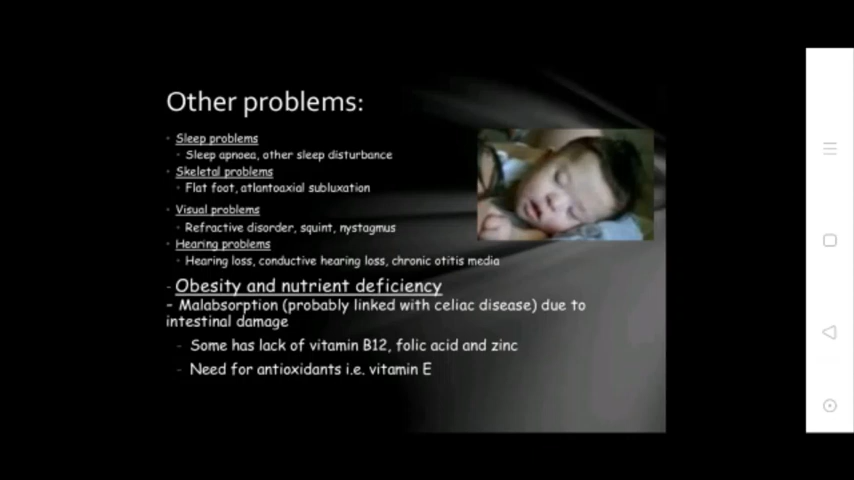 Other problems:
Sleep problems
Sleep apnoea, other sleep disturbance
Skeletal problems
Flat foot, atlantoaxial subluxation
Visual problems
Refractive disorder, squint, nystagmus
Hearing problems
Hearing loss, conductive hearing loss, chronic otitis media
- Obesity and nutrient deficiency
- Malabsorption (probably linked with celiac disease) due to
intestinal damage
- Some has lack of vitamin B12, folic acid and zinc
- Need for antioxidants i.e. vitamin E